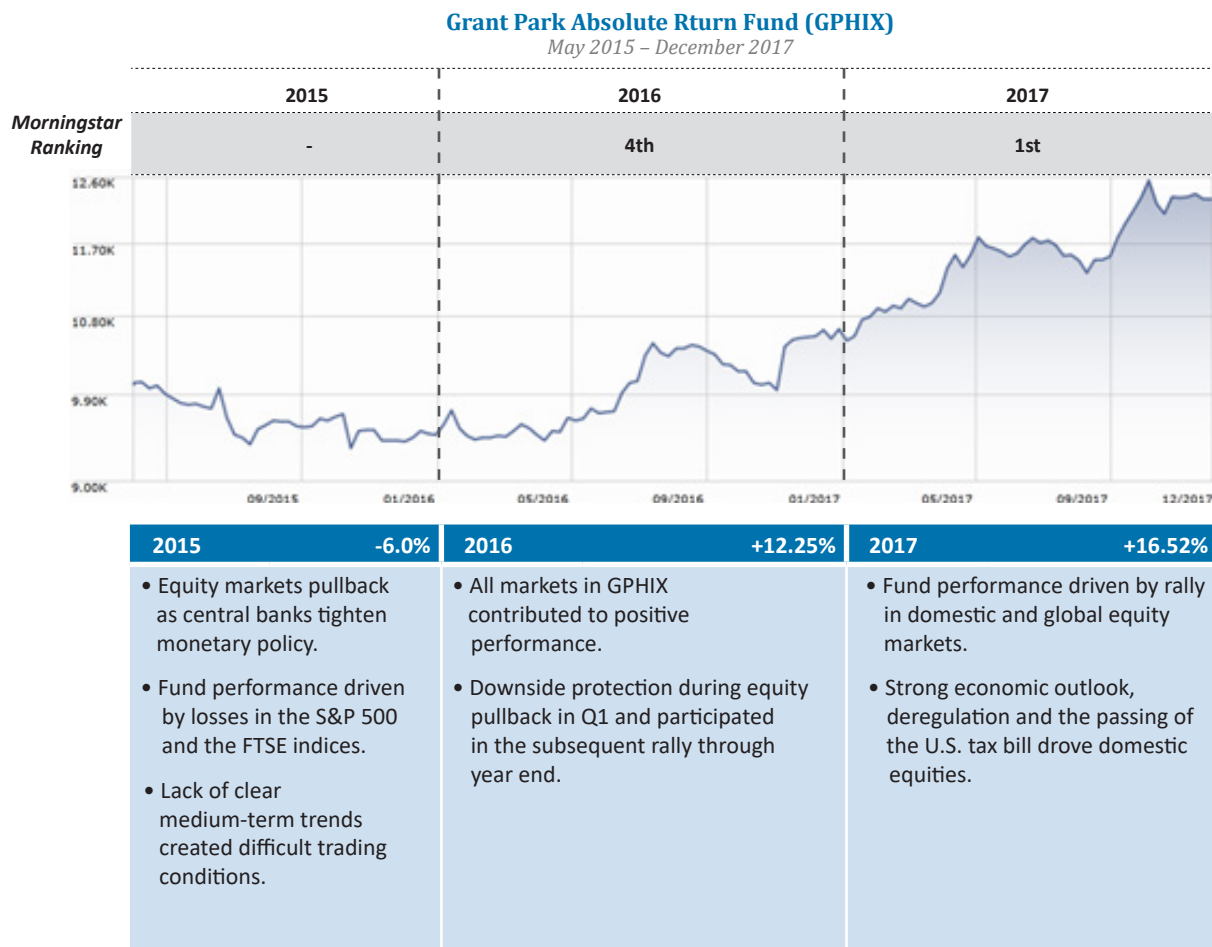 Grant Park Absolute Rturn Fund (GPHIX)
May 2015 – December 2017
2015 2016 2017
Morningstar
Ranking
- 4th 1st
12.60K
11.70K
10.80K
9.90K
9.00K
09/2015 01/2016 05/2016 09/2016 01/2017 05/2017 09/2017 12/2017
2015 -6.0%
• Equity markets pullback
as central banks tighten
monetary policy.
• Fund performance driven
by losses in the S&P 500
and the FTSE indices.
• Lack of clear
medium-term trends
created difficult trading
conditions.
2016 +12.25%
• All markets in GPHIX
contributed to positive
performance.
• Downside protection during equity
pullback in Q1 and participated
in the subsequent rally through
year end.
2017 +16.52%
• Fund performance driven by rally
in domestic and global equity
markets.
• Strong economic outlook,
deregulation and the passing of
the U.S. tax bill drove domestic
equities.